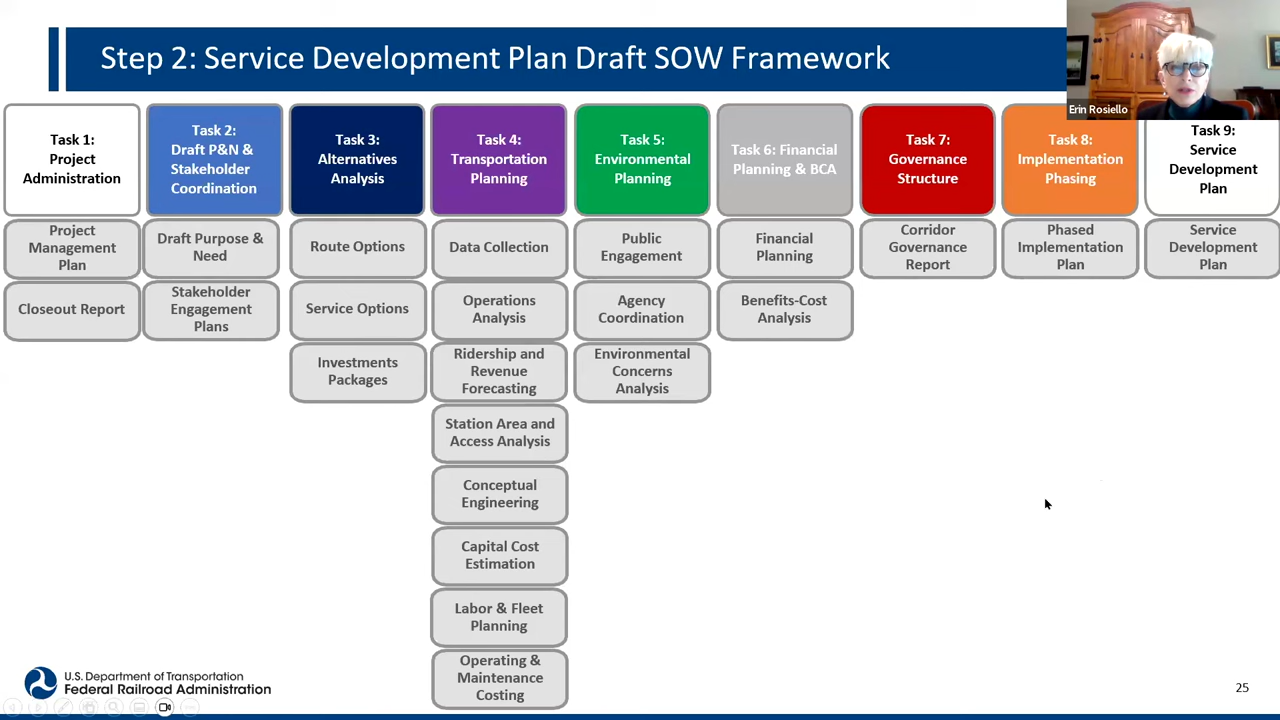 Step 2: Service Development Plan Draft SOW Framework
Erin Rosiello
Task 1:
Project
Administration
Task 2:
Draft P&N &
Stakeholder
Coordination
Task 3:
Alternatives
Analysis
Task 4:
Transportation
Planning
Task 5:
Environmental
Planning
Task 6: Financial
Planning & BCA
Task 7:
Governance
Structure
Task 8:
Implementation
Phasing
Task 9:
Service
Development
Plan
Project
Management
Plan
Closeout Report
Draft Purpose &
Need
Stakeholder
Engagement
Plans
Route Options
Service Options
Investments
Packages
Data Collection
Operations
Analysis
Ridership and
Revenue
Forecasting
Station Area and
Access Analysis
Conceptual
Engineering
Capital Cost
Estimation
Labor & Fleet
Planning
Operating &
Maintenance
Costing
Public
Engagement
Agency
Coordination
Environmental
Concerns
Analysis
Financial
Planning
Benefits-Cost
Analysis
Corridor
Governance
Report
Phased
Implementation
Plan
Service
Development
Plan
U.S. Department of Transportation
Federal Railroad Administration
25